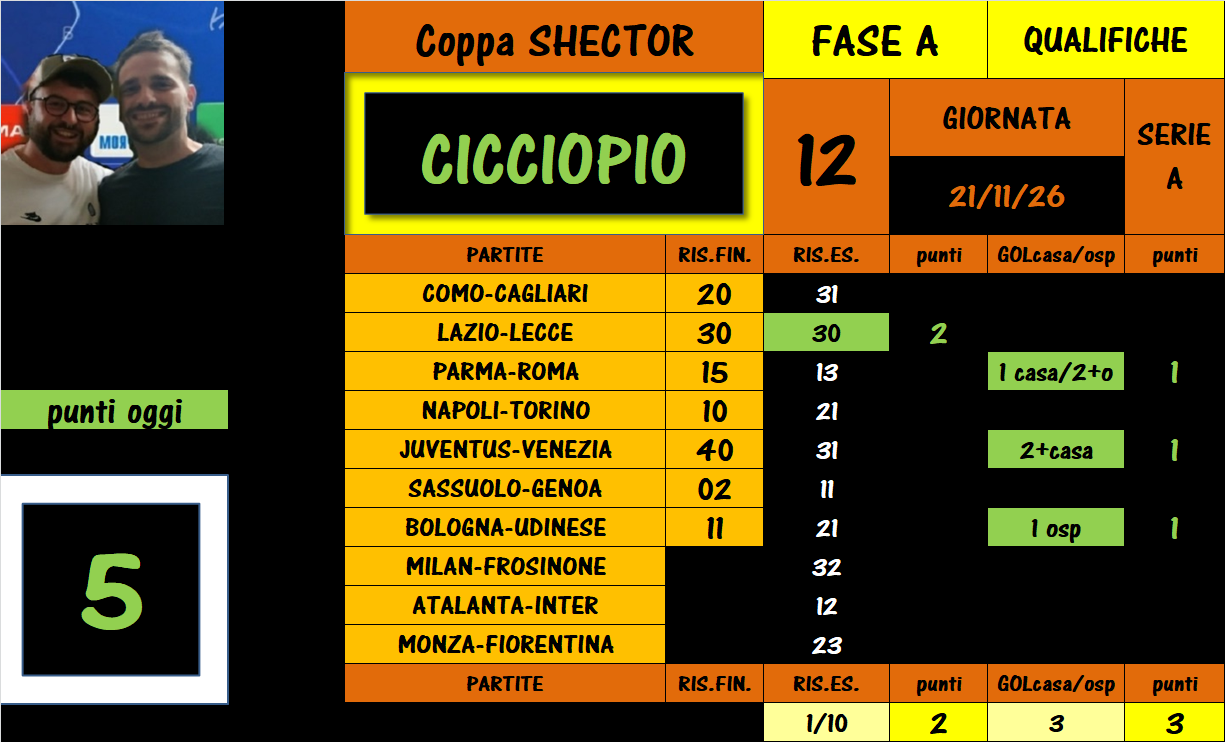 Coppa SHECTOR FASE A QUALIFICHE
CICCIOPIO 12 GIORNATA SERIE A
21/11/26
PARTITE RIS.FIN. RIS.ES. punti GOLcasa/osp punti
COMO-CAGLIARI 20 31
LAZIO-LECCE 30 30 2
PARMA-ROMA 15 13 1 casa/2+o 1
punti oggi
NAPOLI-TORINO 10 21
JUVENTUS-VENEZIA 40 31 2+casa 1
SASSUOLO-GENOA 02 11
BOLOGNA-UDINESE 11 21 1 osp 1
5
MILAN-FROSINONE 32
ATALANTA-INTER 12
MONZA-FIORENTINA 23
PARTITE RIS.FIN. RIS.ES. punti GOLcasa/osp punti
1/10 2 3 3